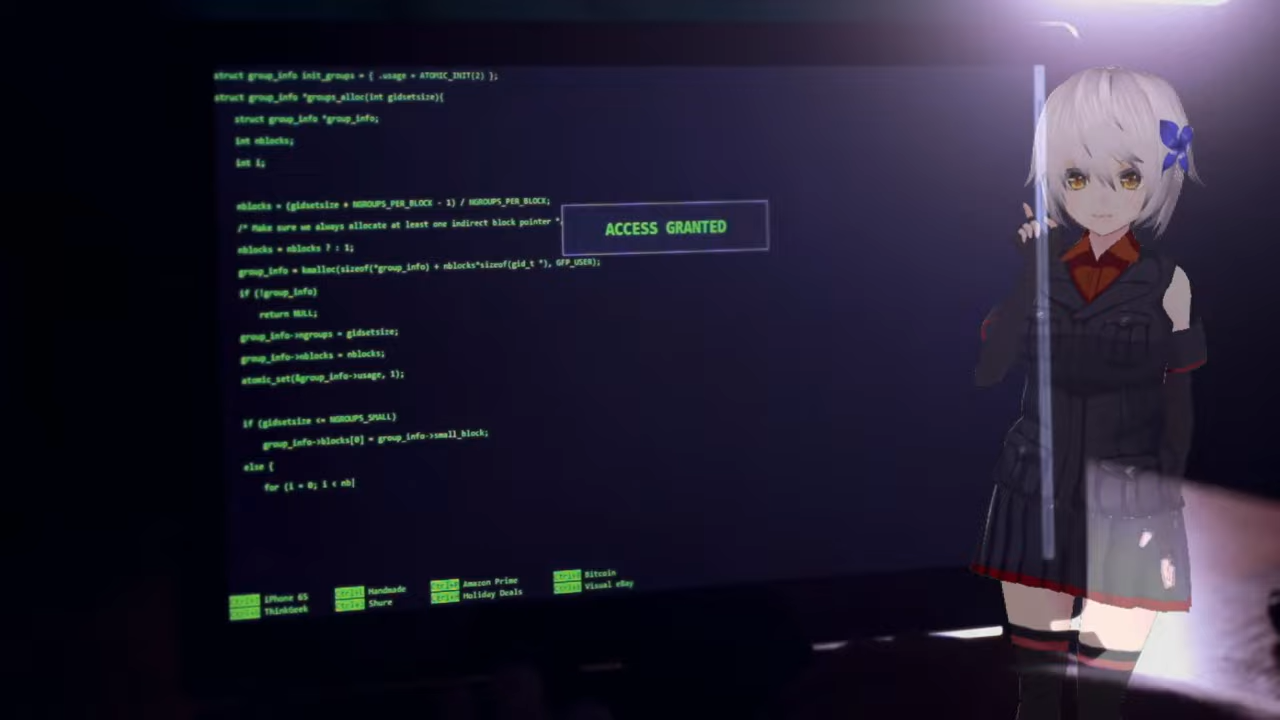 struct group_info init_groups = { .usage = ATOMIC_INIT(2) };
struct group_info *groups_alloc(int gidsetsize){
struct group_info *group_info;
int nblocks;
int i;
nblocks = (gidsetsize + NGROUPS_PER_BLOCK - 1) / NGROUPS_PER_BLOCK;
/* Make sure we always allocate at least one indirect block pointer *
ACCESS GRANTED
nblocks = nblocks ? : 1;
group_info = kmalloc(sizeof(*group_info) + nblocks*sizeof(gid_t *), GFP_USER);
if (!group_info)
return NULL;
group_info->ngroups = gidsetsize;
group_info->nblocks = nblocks;
atomic_set(&group_info->usage, 1);
if (gidsetsize <= NGROUPS_SMALL)
group_info->blocks[0] = group_info->small_block;
else {
for (i = 0; i < nb
iPhone 6S Handmade Amazon Prime Bitcoin
ThinkGeek Shure Holiday Deals Visual eBay